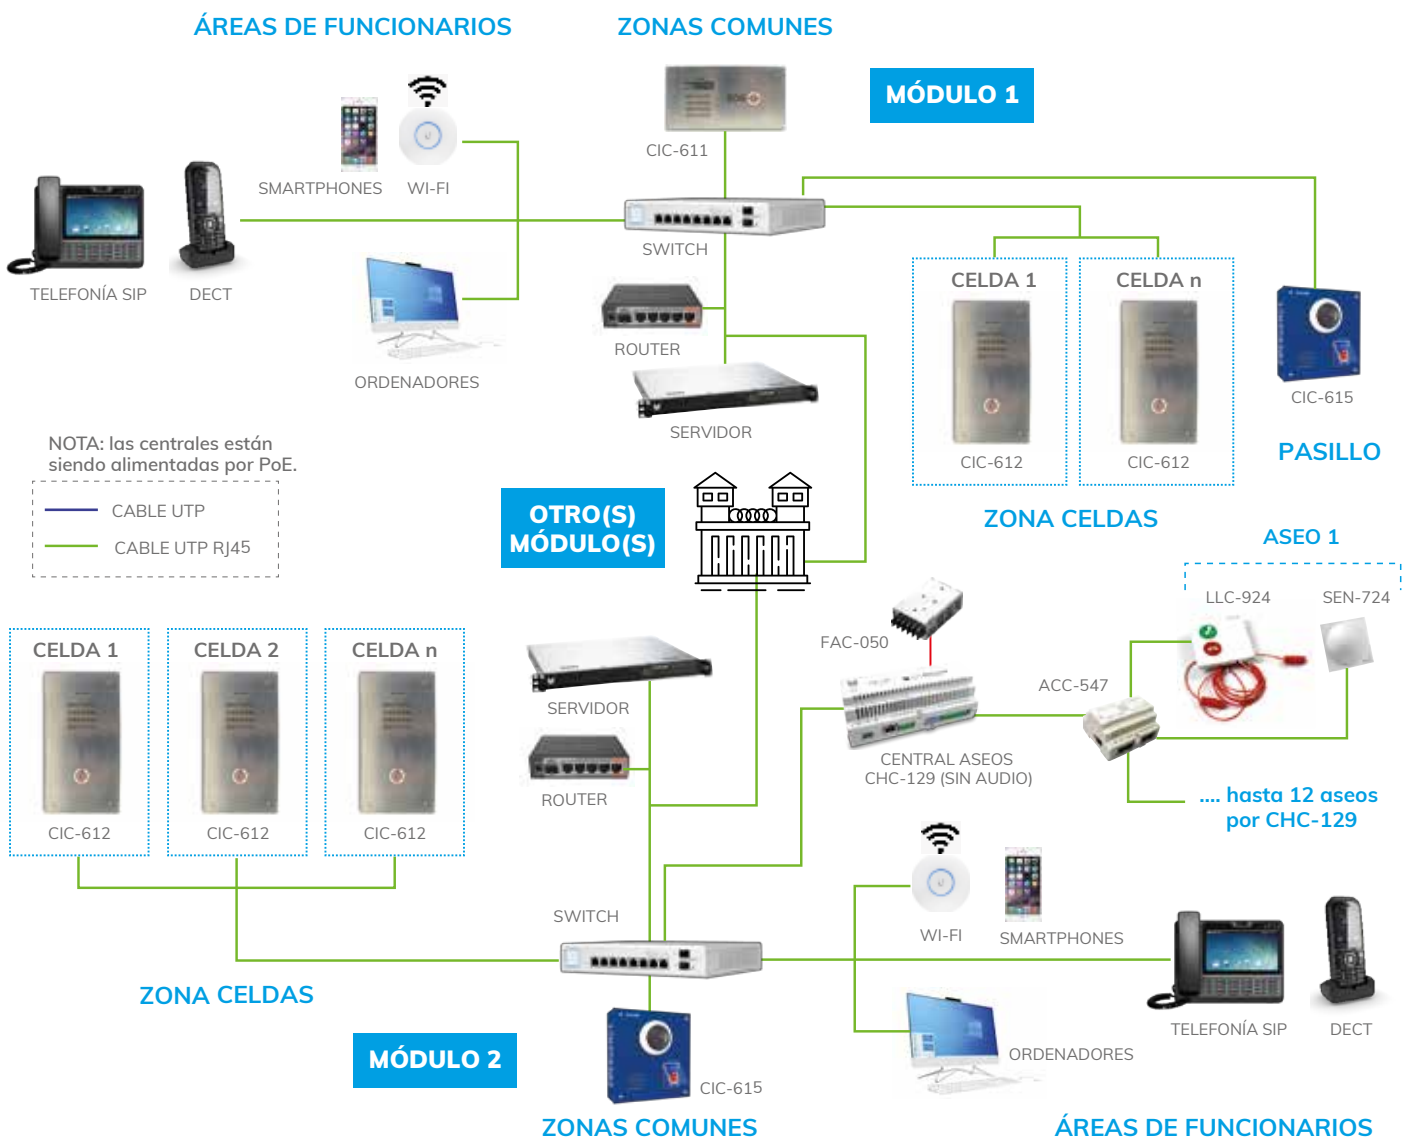 ÁREAS DE FUNCIONARIOS
ZONAS COMUNES
MÓDULO 1
CIC-611
SMARTPHONES
WI-FI
SWITCH
TELEFONÍA SIP
DECT
CELDA 1
CELDA n
ROUTER
ORDENADORES
CIC-615
SERVIDOR
NOTA: las centrales están
siendo alimentadas por PoE.
CIC-612
CIC-612
PASILLO
CABLE UTP
CABLE UTP RJ45
OTRO(S)
MÓDULO(S)
ZONA CELDAS
ASEO 1
LLC-924
SEN-724
FAC-050
CELDA 1
CELDA 2
CELDA n
ACC-547
SERVIDOR
CENTRAL ASEOS
CHC-129 (SIN AUDIO)
ROUTER
.... hasta 12 aseos
por CHC-129
CIC-612
CIC-612
CIC-612
SWITCH
WI-FI
SMARTPHONES
ZONA CELDAS
TELEFONÍA SIP
DECT
MÓDULO 2
ORDENADORES
CIC-615
ZONAS COMUNES
ÁREAS DE FUNCIONARIOS